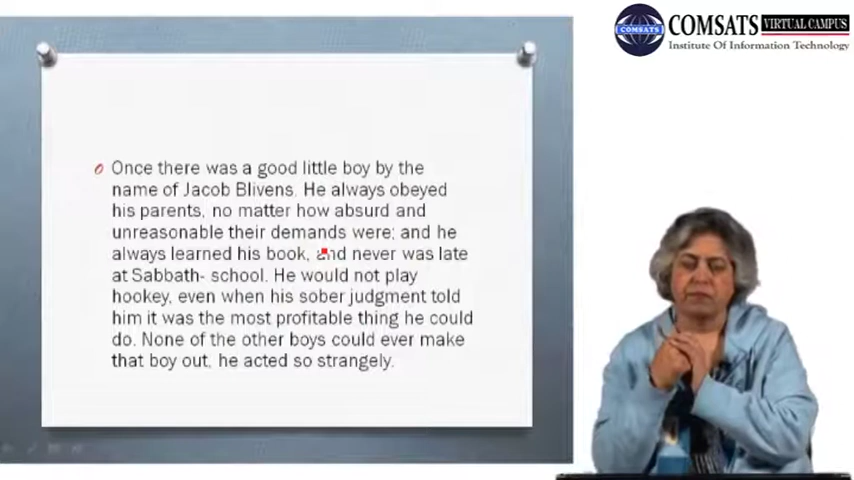 COMSATS
COMSATS VIRTUAL CAMPUS
Institute Of Information Technology
Once there was a good little boy by the
name of Jacob Blivens. He always obeyed
his parents, no matter how absurd and
unreasonable their demands were; and he
always learned his book, and never was late
at Sabbath- school. He would not play
hookey, even when his sober judgment told
him it was the most profitable thing he could
do. None of the other boys could ever make
that boy out, he acted so strangely.